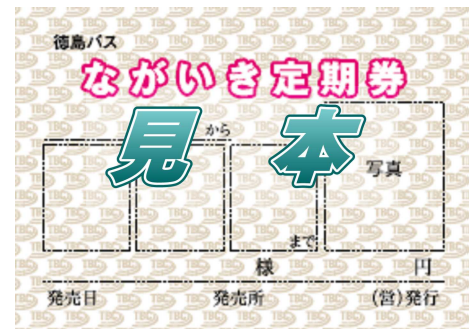 徳島バス
ながいき定期券
見本
から
写真
まで
様 円
発売日 発売所 (営)発行